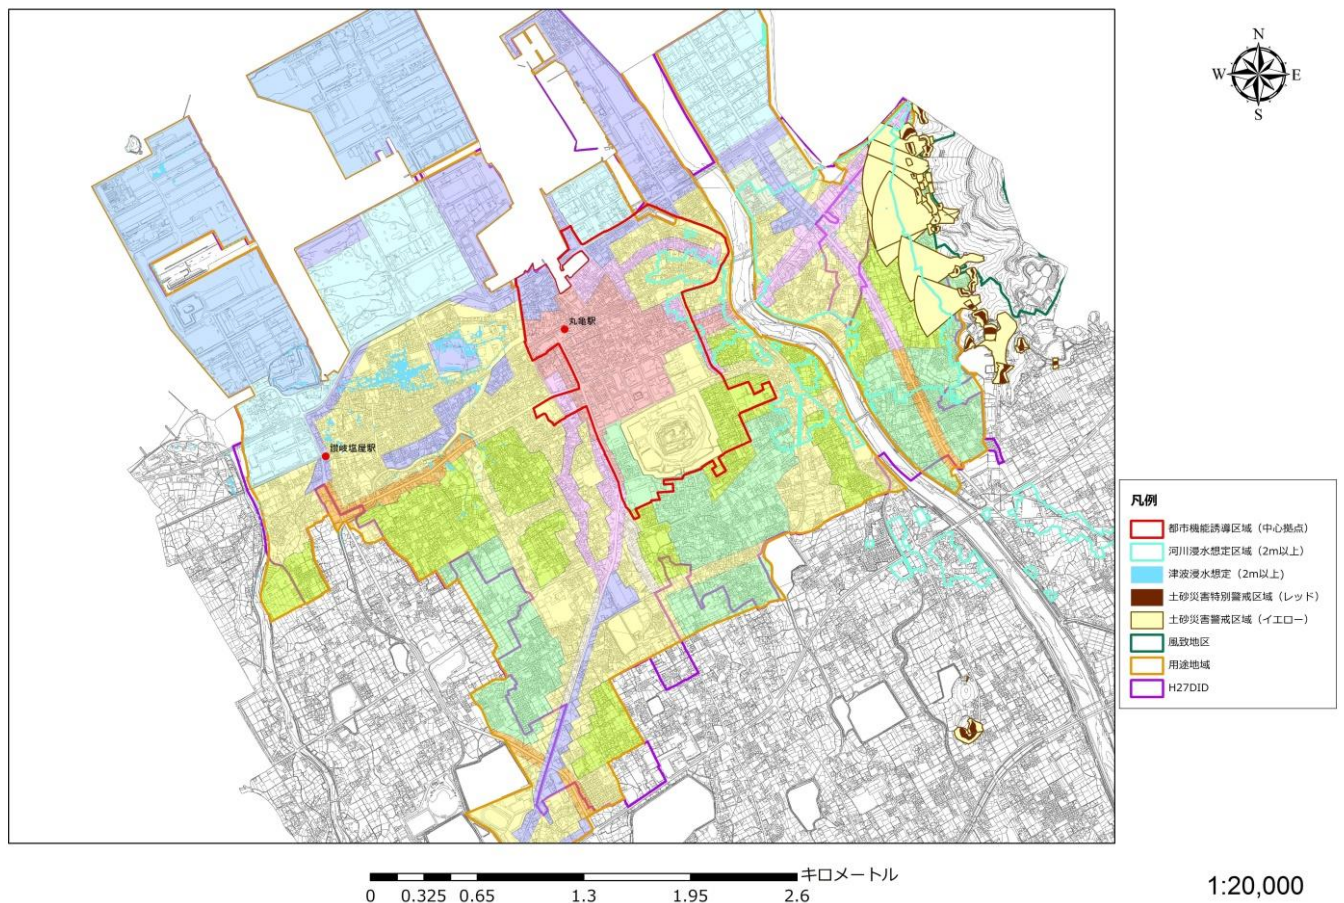 N
W
E
S
丸亀駅
讃岐塩屋駅
凡例
都市機能誘導区域（中心拠点）
河川浸水想定区域（2m以上）
津波浸水想定（2m以上）
土砂災害特別警戒区域（レッド）
土砂災害警戒区域（イエロー）
風致地区
用途地域
H27DID
キロメートル
0 0.325 0.65 1.3 1.95 2.6
1:20,000